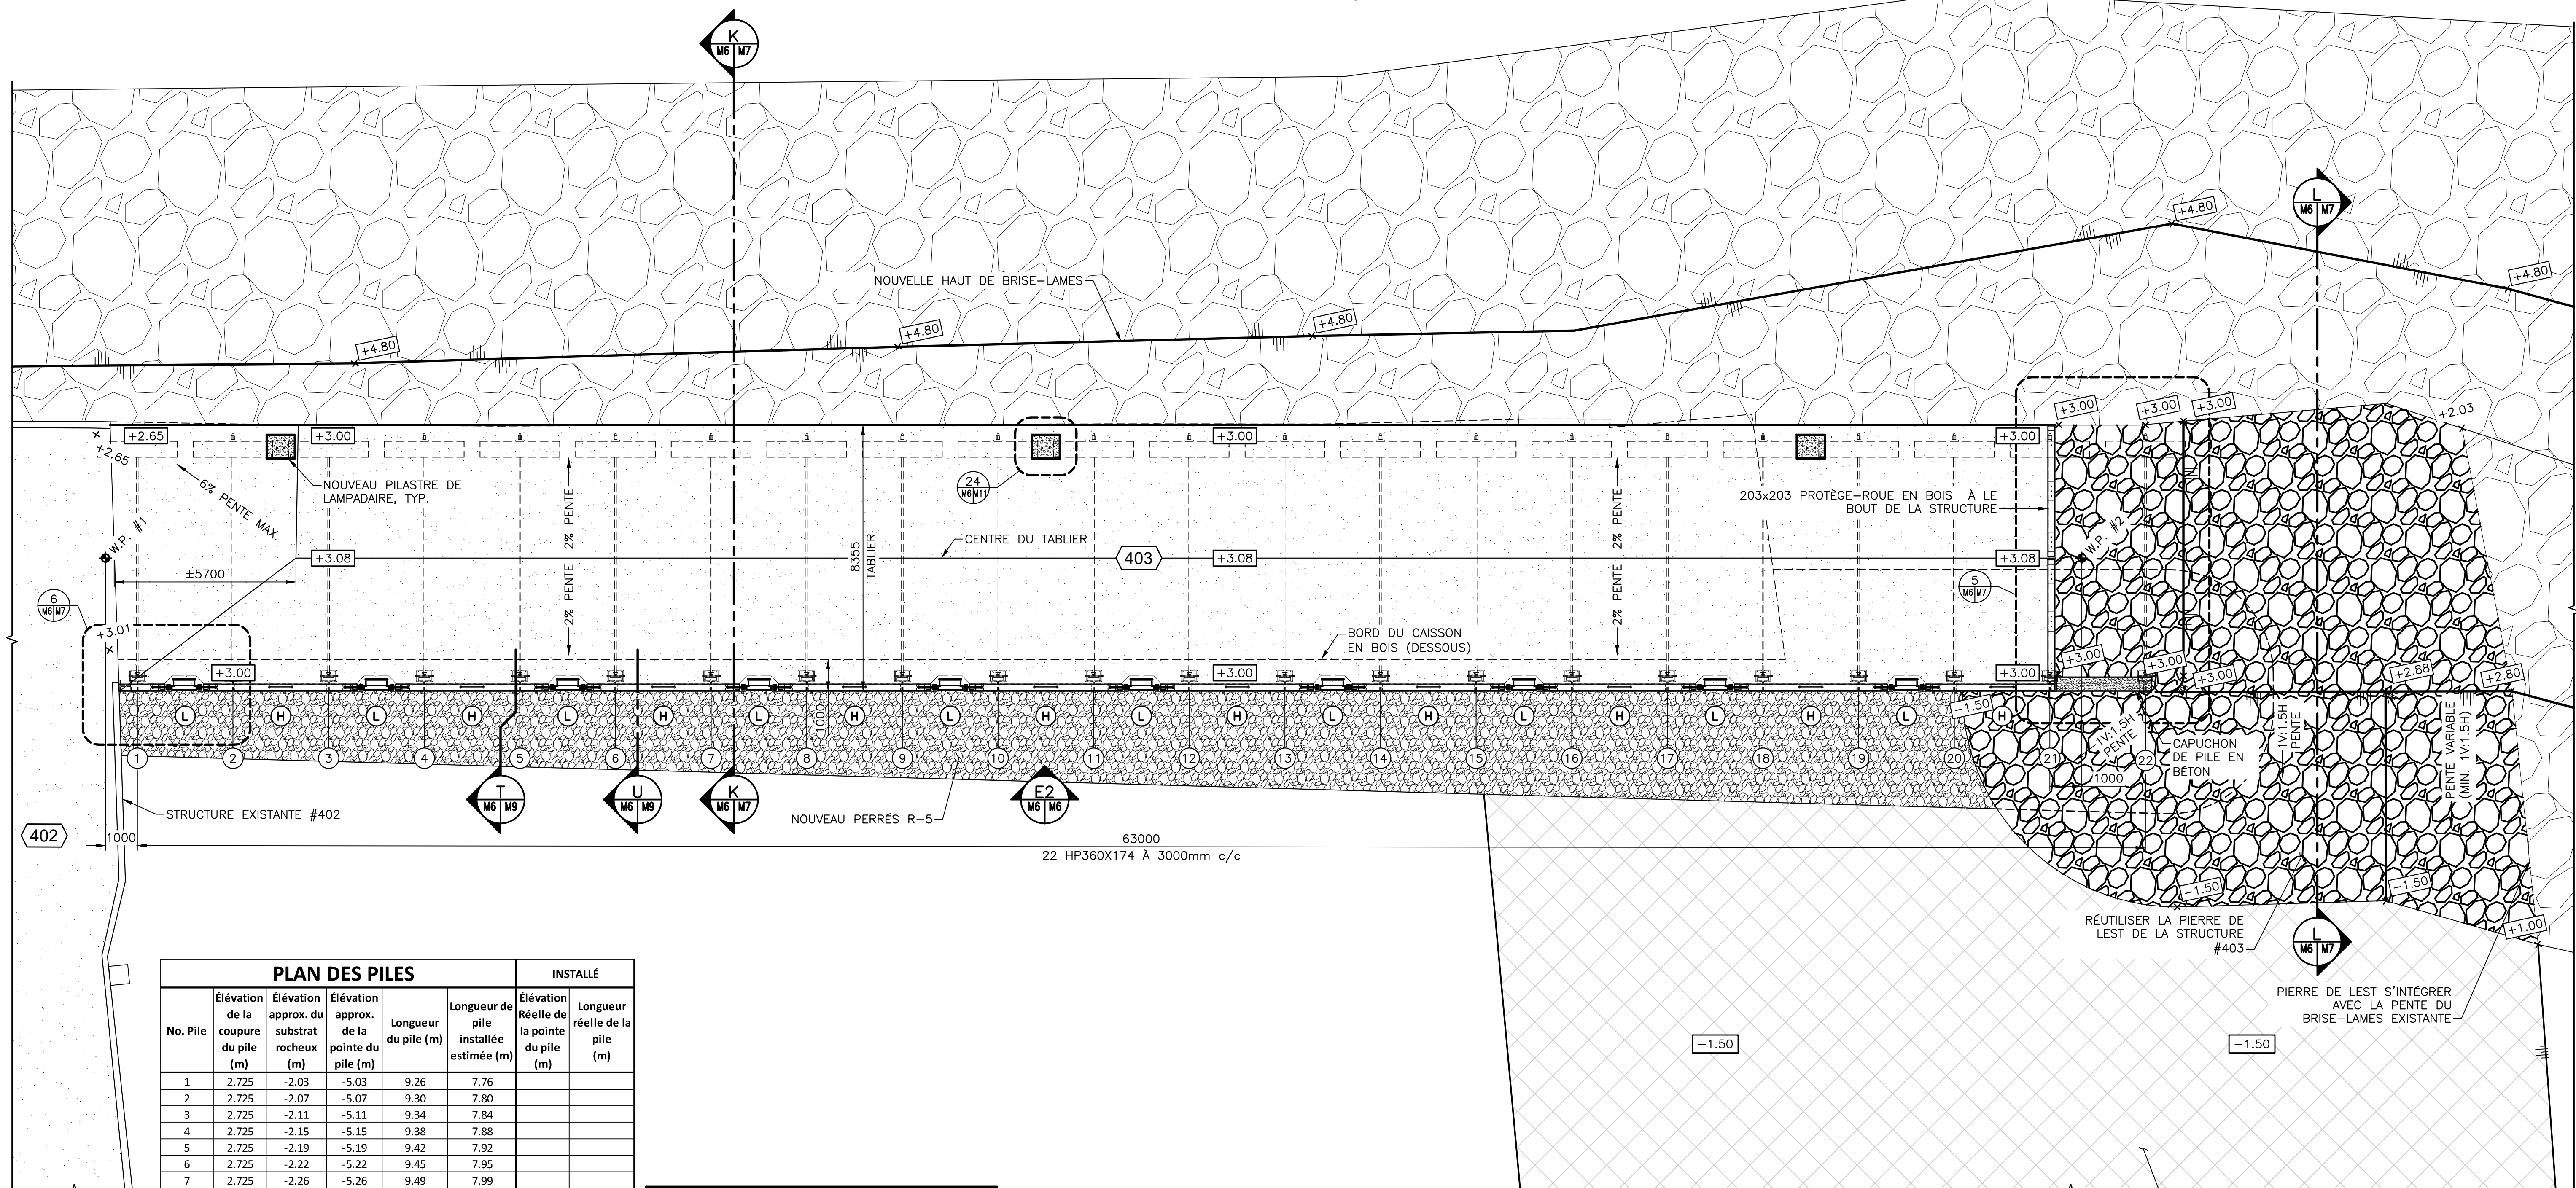 K
M6 M7
L
M6 M7
+4.80
+4.80
NOUVELLE HAUT DE BRISE-LAMES
+4.80
+4.80
+4.80
+2.65
+2.65
+3.00
+3.00
+3.00
+3.00
+3.00
+3.00
+2.03
6% PENTE MAX.
NOUVEAU PILASTRE DE
LAMPADAIRE, TYP.
24
M6 M11
2% PENTE
2% PENTE
203x203 PROTÈGE-ROUE EN BOIS À LE
BOUT DE LA STRUCTURE
W.P. #1
W.P. #2
CENTRE DU TABLIER
403
+3.08
+3.08
+3.08
±5700
8355
TABLIER
2% PENTE
2% PENTE
6
M6 M7
5
M6 M7
+3.01
BORD DU CAISSON
EN BOIS (DESSOUS)
+3.00
+3.00
+3.00
+3.00
+3.00
+3.00
+2.88
+2.80
-1.50
1000
L H L H L H L H L H L H L H L H L H L H
1V:1.5H
PENTE
CAPUCHON
DE PILE EN
BÉTON
1V:1.5H
PENTE
PENTE VARIABLE
(MIN. 1V:1.5H)
1 2 3 4 5 6 7 8 9 10 11 12 13 14 15 16 17 18 19 20 21 22
1000
T
M6 M9
U
M6 M9
K
M6 M7
E2
M6 M6
STRUCTURE EXISTANTE #402
NOUVEAU PERRÉS R-5
402
1000
63000
22 HP360X174 À 3000mm c/c
-1.50
-1.50
RÉUTILISER LA PIERRE DE
LEST DE LA STRUCTURE
#403
L
M6 M7
+1.00
PIERRE DE LEST S'INTÉGRER
AVEC LA PENTE DU
BRISE-LAMES EXISTANTE
-1.50
-1.50
PLAN DES PILES INSTALLÉ
No. Pile Élévation de la coupure du pile (m) Élévation approx. du substrat rocheux (m) Élévation approx. de la pointe du pile (m) Longueur du pile (m) Longueur de pile installée estimée (m) Élévation Réelle de la pointe du pile (m) Longueur réelle de la pile (m)
1 2.725 -2.03 -5.03 9.26 7.76
2 2.725 -2.07 -5.07 9.30 7.80
3 2.725 -2.11 -5.11 9.34 7.84
4 2.725 -2.15 -5.15 9.38 7.88
5 2.725 -2.19 -5.19 9.42 7.92
6 2.725 -2.22 -5.22 9.45 7.95
7 2.725 -2.26 -5.26 9.49 7.99